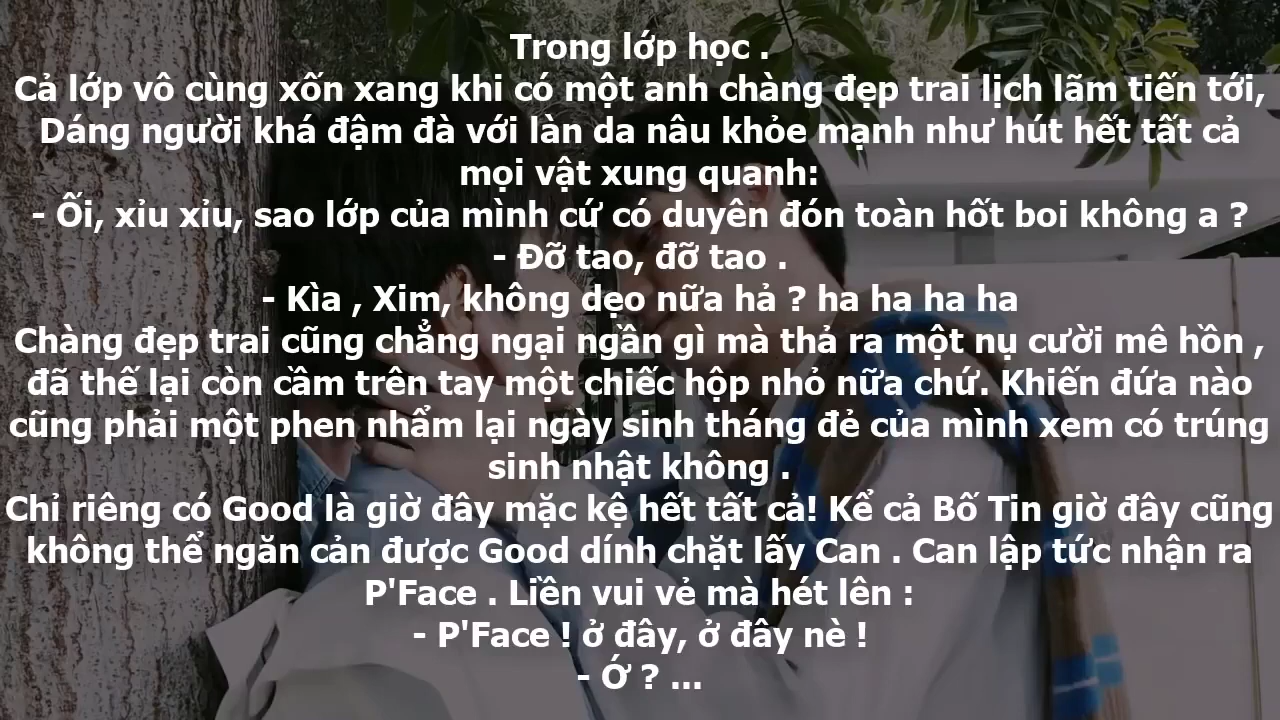 Trong lớp học .
Cả lớp vô cùng xốn xang khi có một anh chàng đẹp trai lịch lãm tiến tới,
Dáng người khá đậm đà với làn da nâu khỏe mạnh như hút hết tất cả
mọi vật xung quanh:
- Ối, xỉu xỉu, sao lớp của mình cứ có duyên đón toàn hốt boi không a ?
- Đỡ tao, đỡ tao .
- Kìa , Xim, không dẹo nữa hả ? ha ha ha ha
Chàng đẹp trai cũng chẳng ngại ngần gì mà thả ra một nụ cười mê hồn ,
đã thế lại còn cầm trên tay một chiếc hộp nhỏ nữa chứ. Khiến đứa nào
cũng phải một phen nhẩm lại ngày sinh tháng đẻ của mình xem có trúng
sinh nhật không .
Chỉ riêng có Good là giờ đây mặc kệ hết tất cả! Kể cả Bố Tin giờ đây cũng
không thể ngăn cản được Good dính chặt lấy Can . Can lập tức nhận ra
P'Face . Liền vui vẻ mà hét lên :
- P'Face ! ở đây, ở đây nè !
- Ớ ? ...